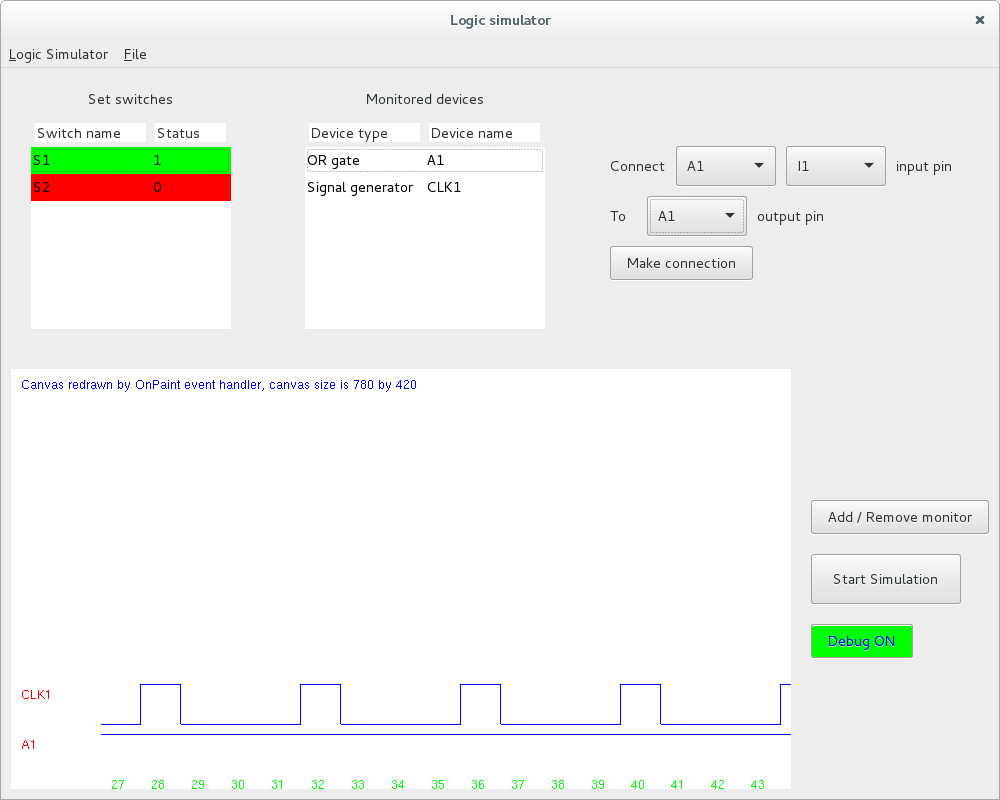 Logic simulator
Logic Simulator File
Set switches
Monitored devices
Switch name Status
Device type Device name
S1 1
OR gate A1
S2 0
Signal generator CLK1
Connect A1 I1 input pin
To A1 output pin
Make connection
Canvas redrawn by OnPaint event handler, canvas size is 780 by 420
Add / Remove monitor
Start Simulation
Debug ON
CLK1
A1
27 28 29 30 31 32 33 34 35 36 37 38 39 40 41 42 43